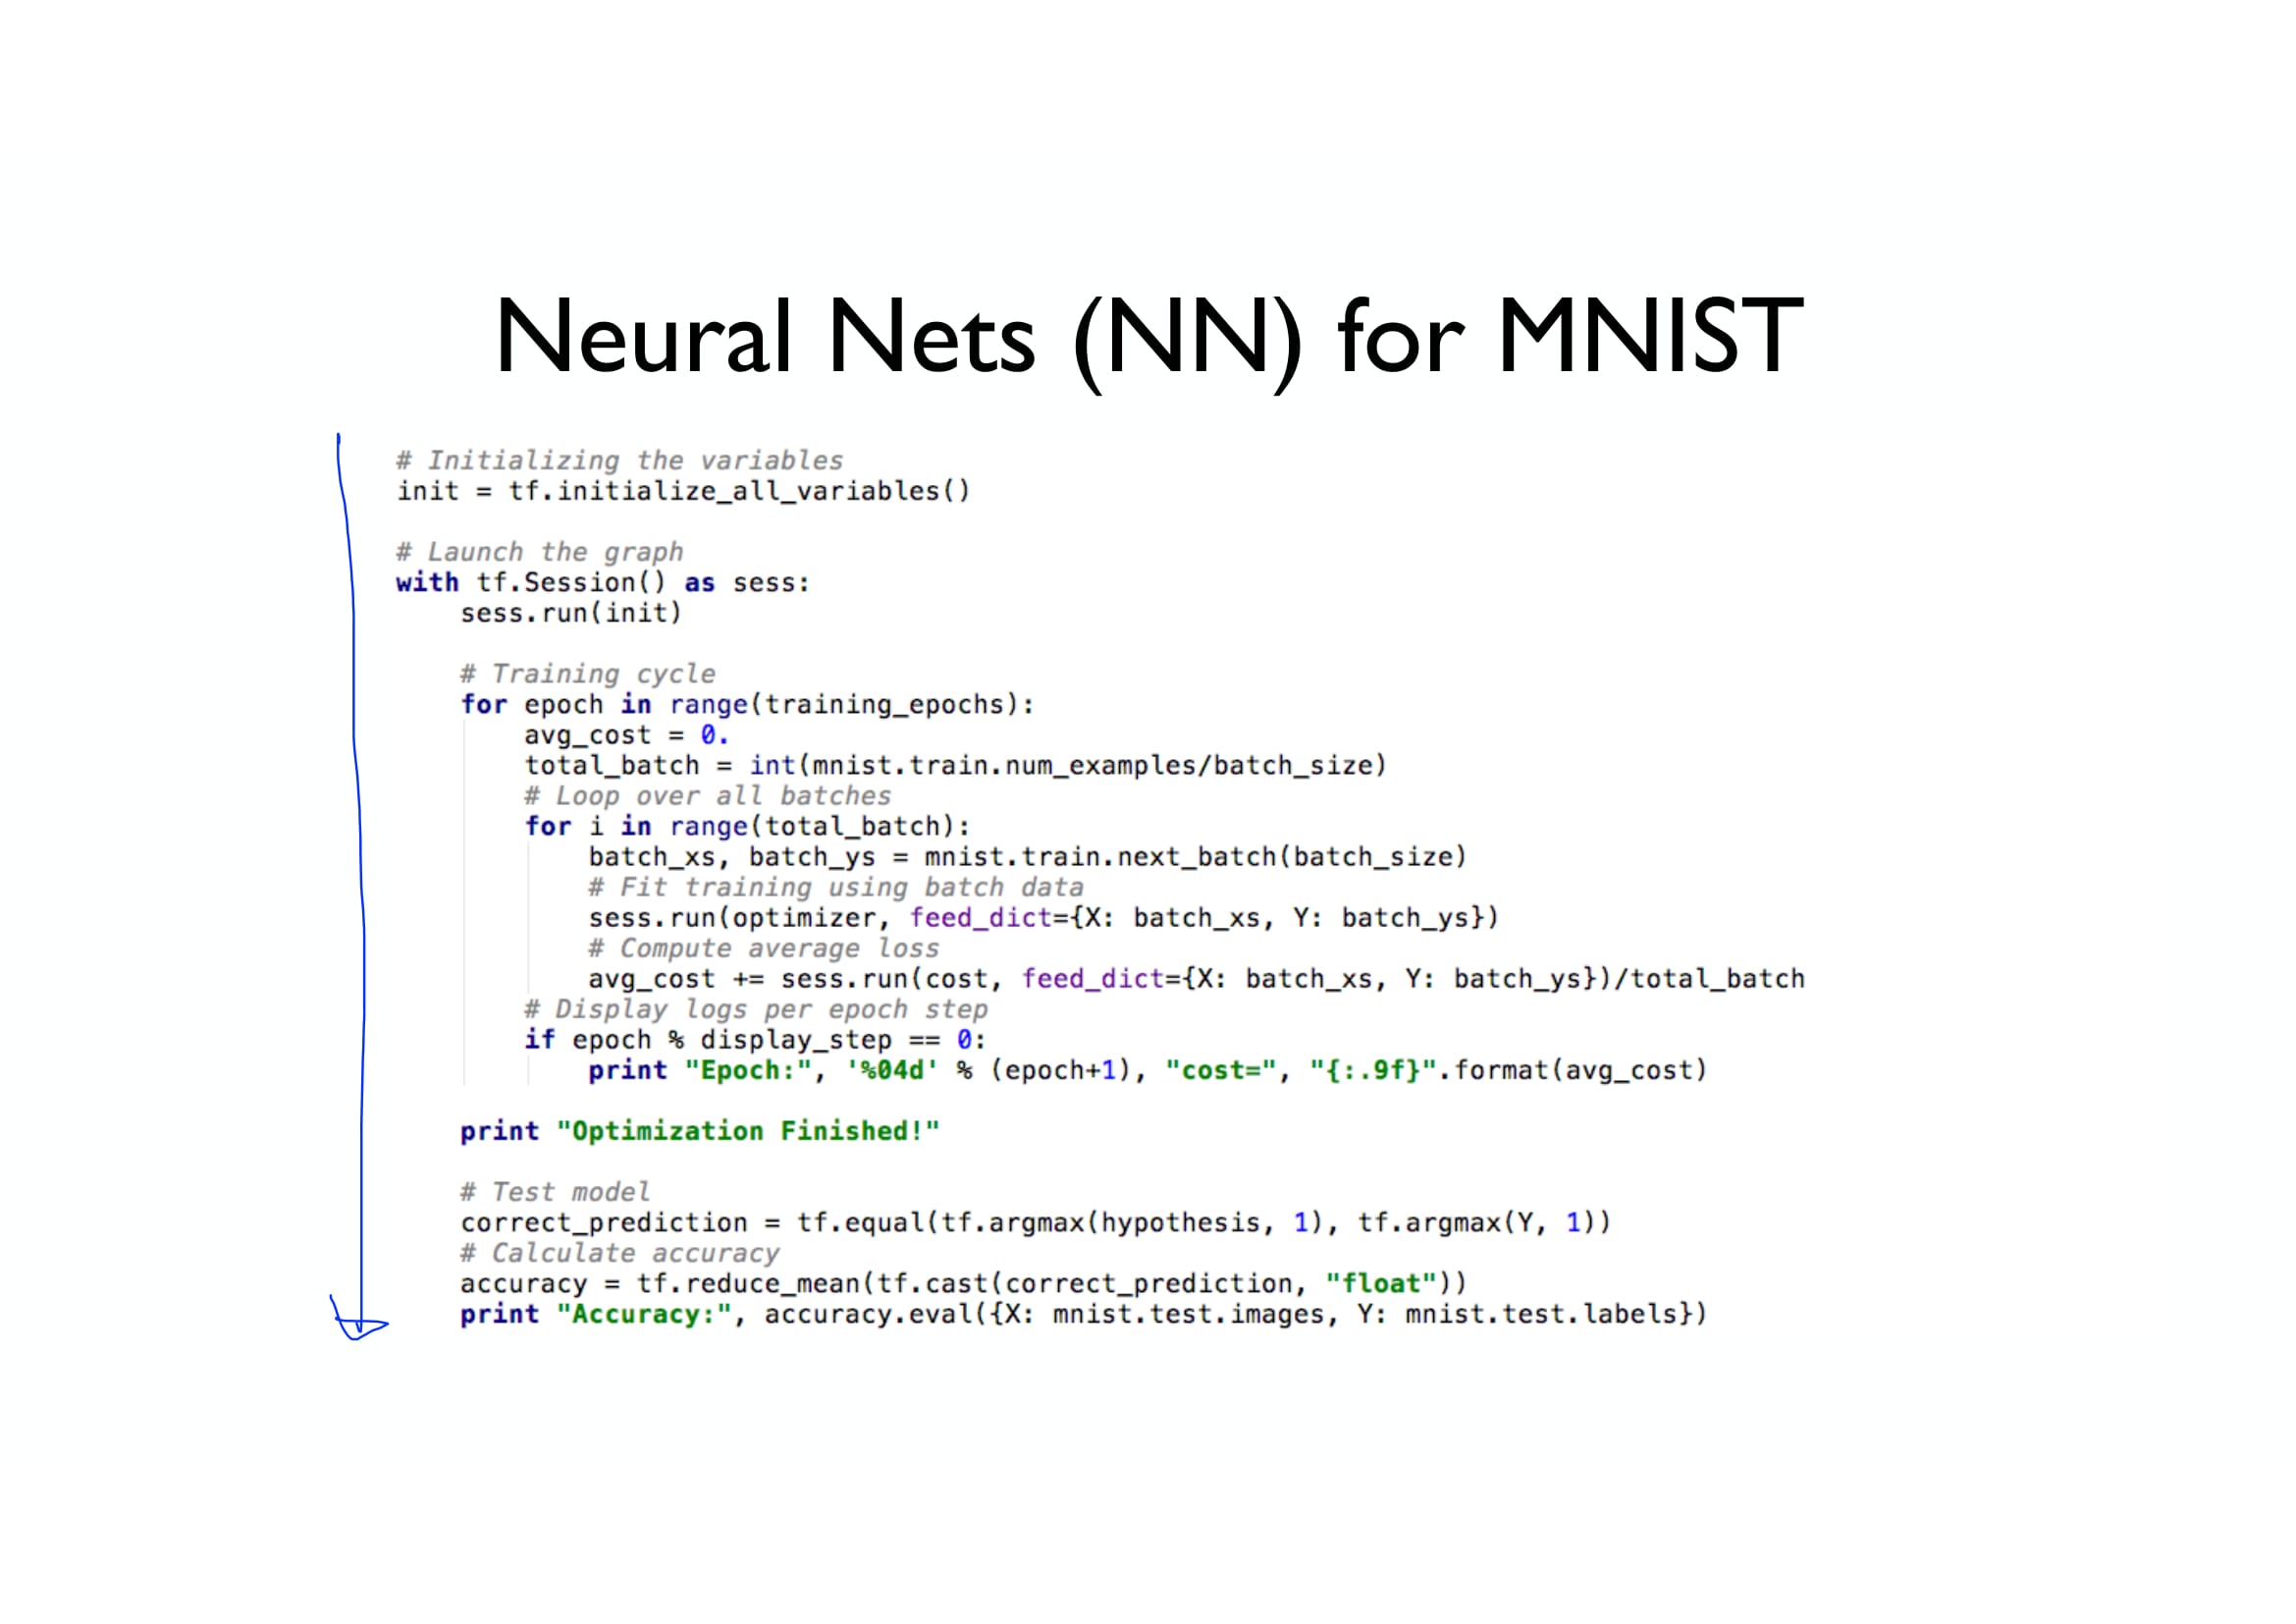 Neural Nets (NN) for MNIST
# Initializing the variables
init = tf.initialize_all_variables()
# Launch the graph
with tf.Session() as sess:
    sess.run(init)
    # Training cycle
    for epoch in range(training_epochs):
        avg_cost = 0.
        total_batch = int(mnist.train.num_examples/batch_size)
        # Loop over all batches
        for i in range(total_batch):
            batch_xs, batch_ys = mnist.train.next_batch(batch_size)
            # Fit training using batch data
            sess.run(optimizer, feed_dict={X: batch_xs, Y: batch_ys})
            # Compute average loss
            avg_cost += sess.run(cost, feed_dict={X: batch_xs, Y: batch_ys})/total_batch
        # Display logs per epoch step
        if epoch % display_step == 0:
            print "Epoch:", '%04d' % (epoch+1), "cost=", "{:.9f}".format(avg_cost)
    print "Optimization Finished!"
    # Test model
    correct_prediction = tf.equal(tf.argmax(hypothesis, 1), tf.argmax(Y, 1))
    # Calculate accuracy
    accuracy = tf.reduce_mean(tf.cast(correct_prediction, "float"))
    print "Accuracy:", accuracy.eval({X: mnist.test.images, Y: mnist.test.labels})